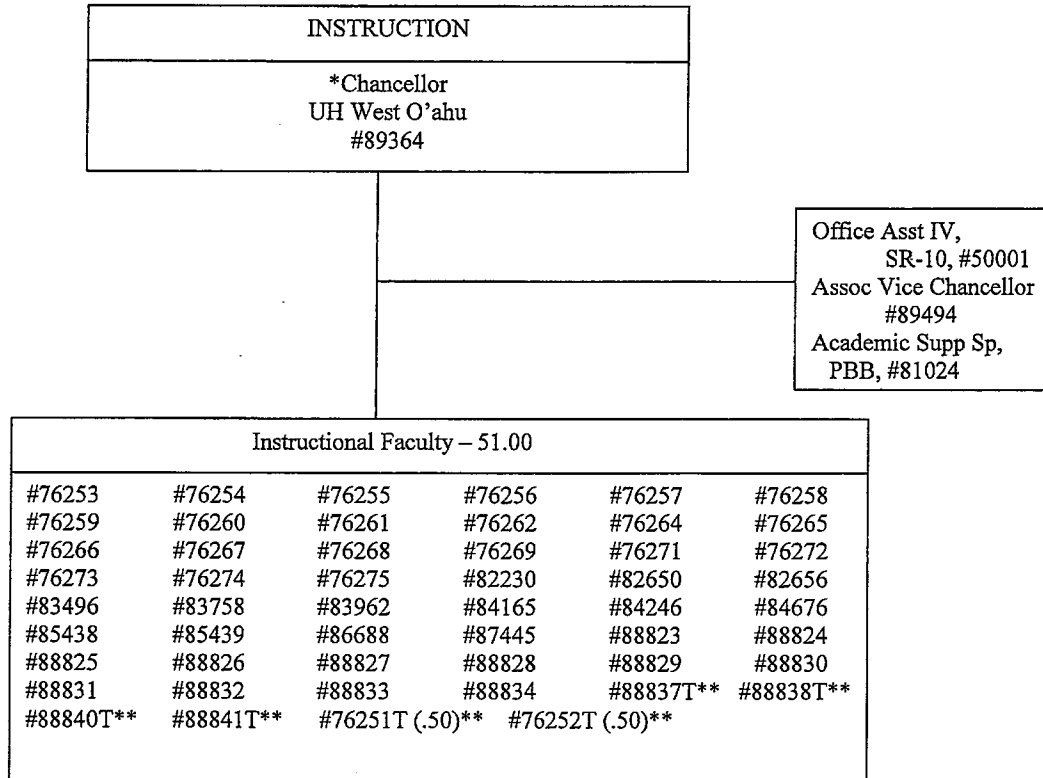 INSTRUCTION
*Chancellor
UH West O'ahu
#89364
Office Asst IV,
SR-10, #50001
Assoc Vice Chancellor
#89494
Academic Supp Sp,
PBB, #81024
Instructional Faculty – 51.00
#76253 #76254 #76255 #76256 #76257 #76258
#76259 #76260 #76261 #76262 #76264 #76265
#76266 #76267 #76268 #76269 #76271 #76272
#76273 #76274 #76275 #82230 #82650 #82656
#83496 #83758 #83962 #84165 #84246 #84676
#85438 #85439 #86688 #87445 #88823 #88824
#88825 #88826 #88827 #88828 #88829 #88830
#88831 #88832 #88833 #88834 #88837T** #88838T**
#88840T** #88841T** #76251T (.50)** #76252T (.50)**